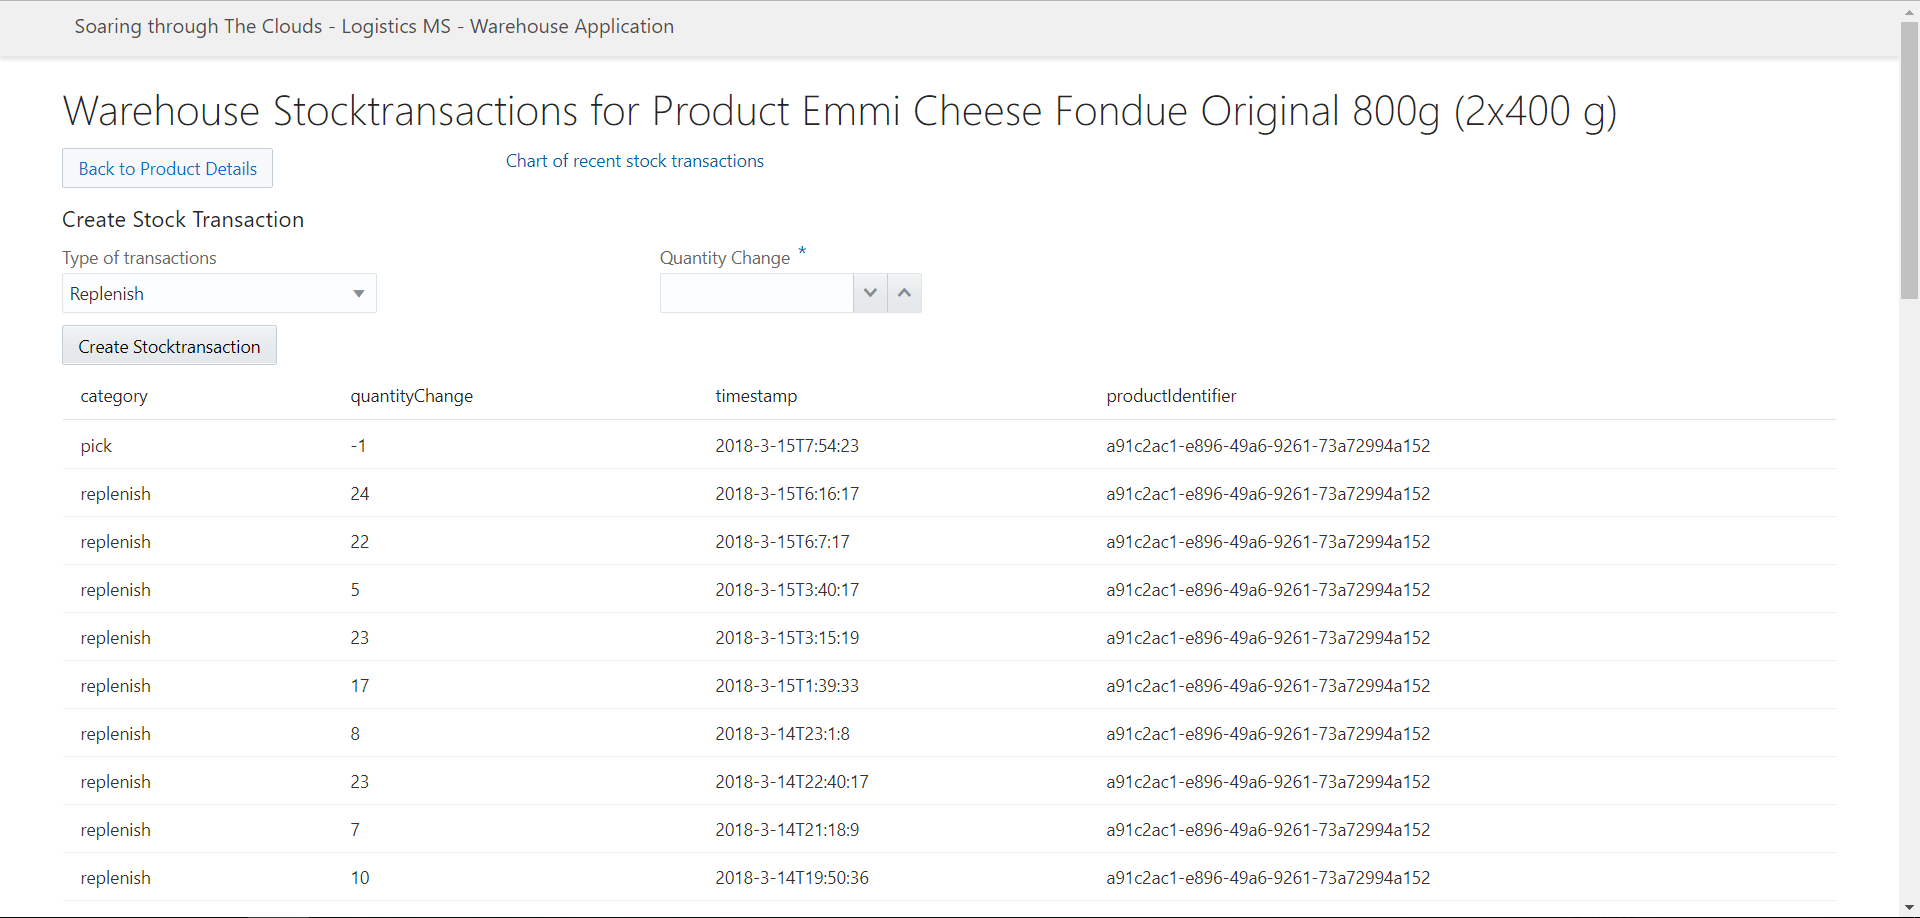 Soaring through The Clouds - Logistics MS - Warehouse Application
Warehouse Stocktransactions for Product Emmi Cheese Fondue Original 800g (2x400 g)
Back to Product Details Chart of recent stock transactions
Create Stock Transaction
Type of transactions Quantity Change *
Replenish
Create Stocktransaction
category quantityChange timestamp productIdentifier
pick -1 2018-3-15T7:54:23 a91c2ac1-e896-49a6-9261-73a72994a152
replenish 24 2018-3-15T6:16:17 a91c2ac1-e896-49a6-9261-73a72994a152
replenish 22 2018-3-15T6:7:17 a91c2ac1-e896-49a6-9261-73a72994a152
replenish 5 2018-3-15T3:40:17 a91c2ac1-e896-49a6-9261-73a72994a152
replenish 23 2018-3-15T3:15:19 a91c2ac1-e896-49a6-9261-73a72994a152
replenish 17 2018-3-15T1:39:33 a91c2ac1-e896-49a6-9261-73a72994a152
replenish 8 2018-3-14T23:1:8 a91c2ac1-e896-49a6-9261-73a72994a152
replenish 23 2018-3-14T22:40:17 a91c2ac1-e896-49a6-9261-73a72994a152
replenish 7 2018-3-14T21:18:9 a91c2ac1-e896-49a6-9261-73a72994a152
replenish 10 2018-3-14T19:50:36 a91c2ac1-e896-49a6-9261-73a72994a152